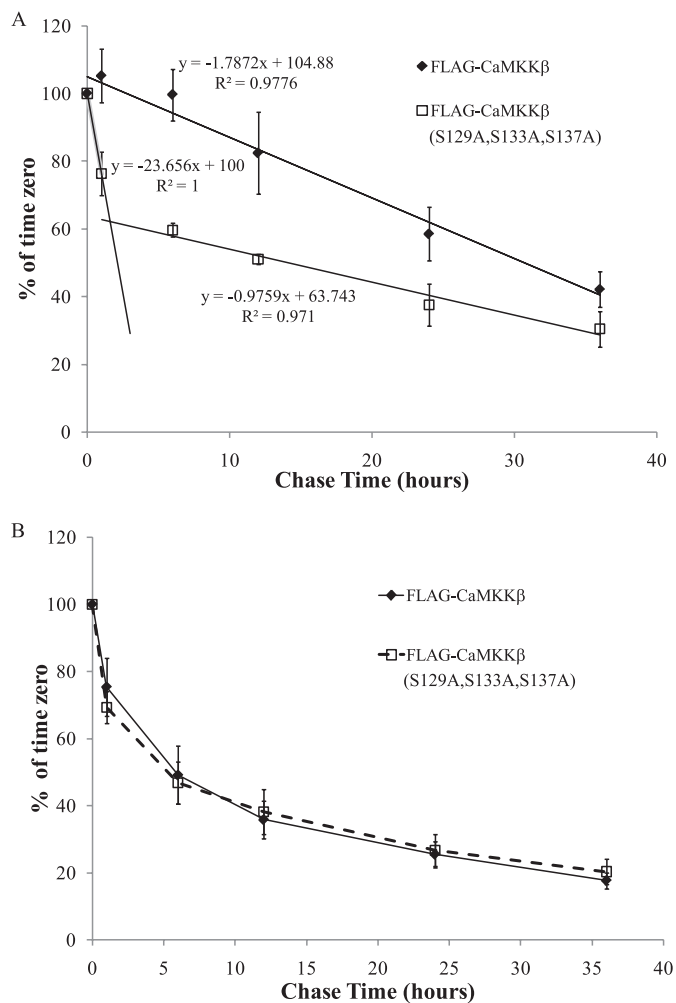 A
120
100
80
60
40
20
0
% of time zero
y = -1.7872x + 104.88
R² = 0.9776
y = -23.656x + 100
R² = 1
y = -0.9759x + 63.743
R² = 0.971
FLAG-CaMKKβ
FLAG-CaMKKβ
(S129A,S133A,S137A)
0 10 20 30 40
Chase Time (hours)
B
120
100
80
60
40
20
0
% of time zero
FLAG-CaMKKβ
FLAG-CaMKKβ
(S129A,S133A,S137A)
0 5 10 15 20 25 30 35 40
Chase Time (hours)